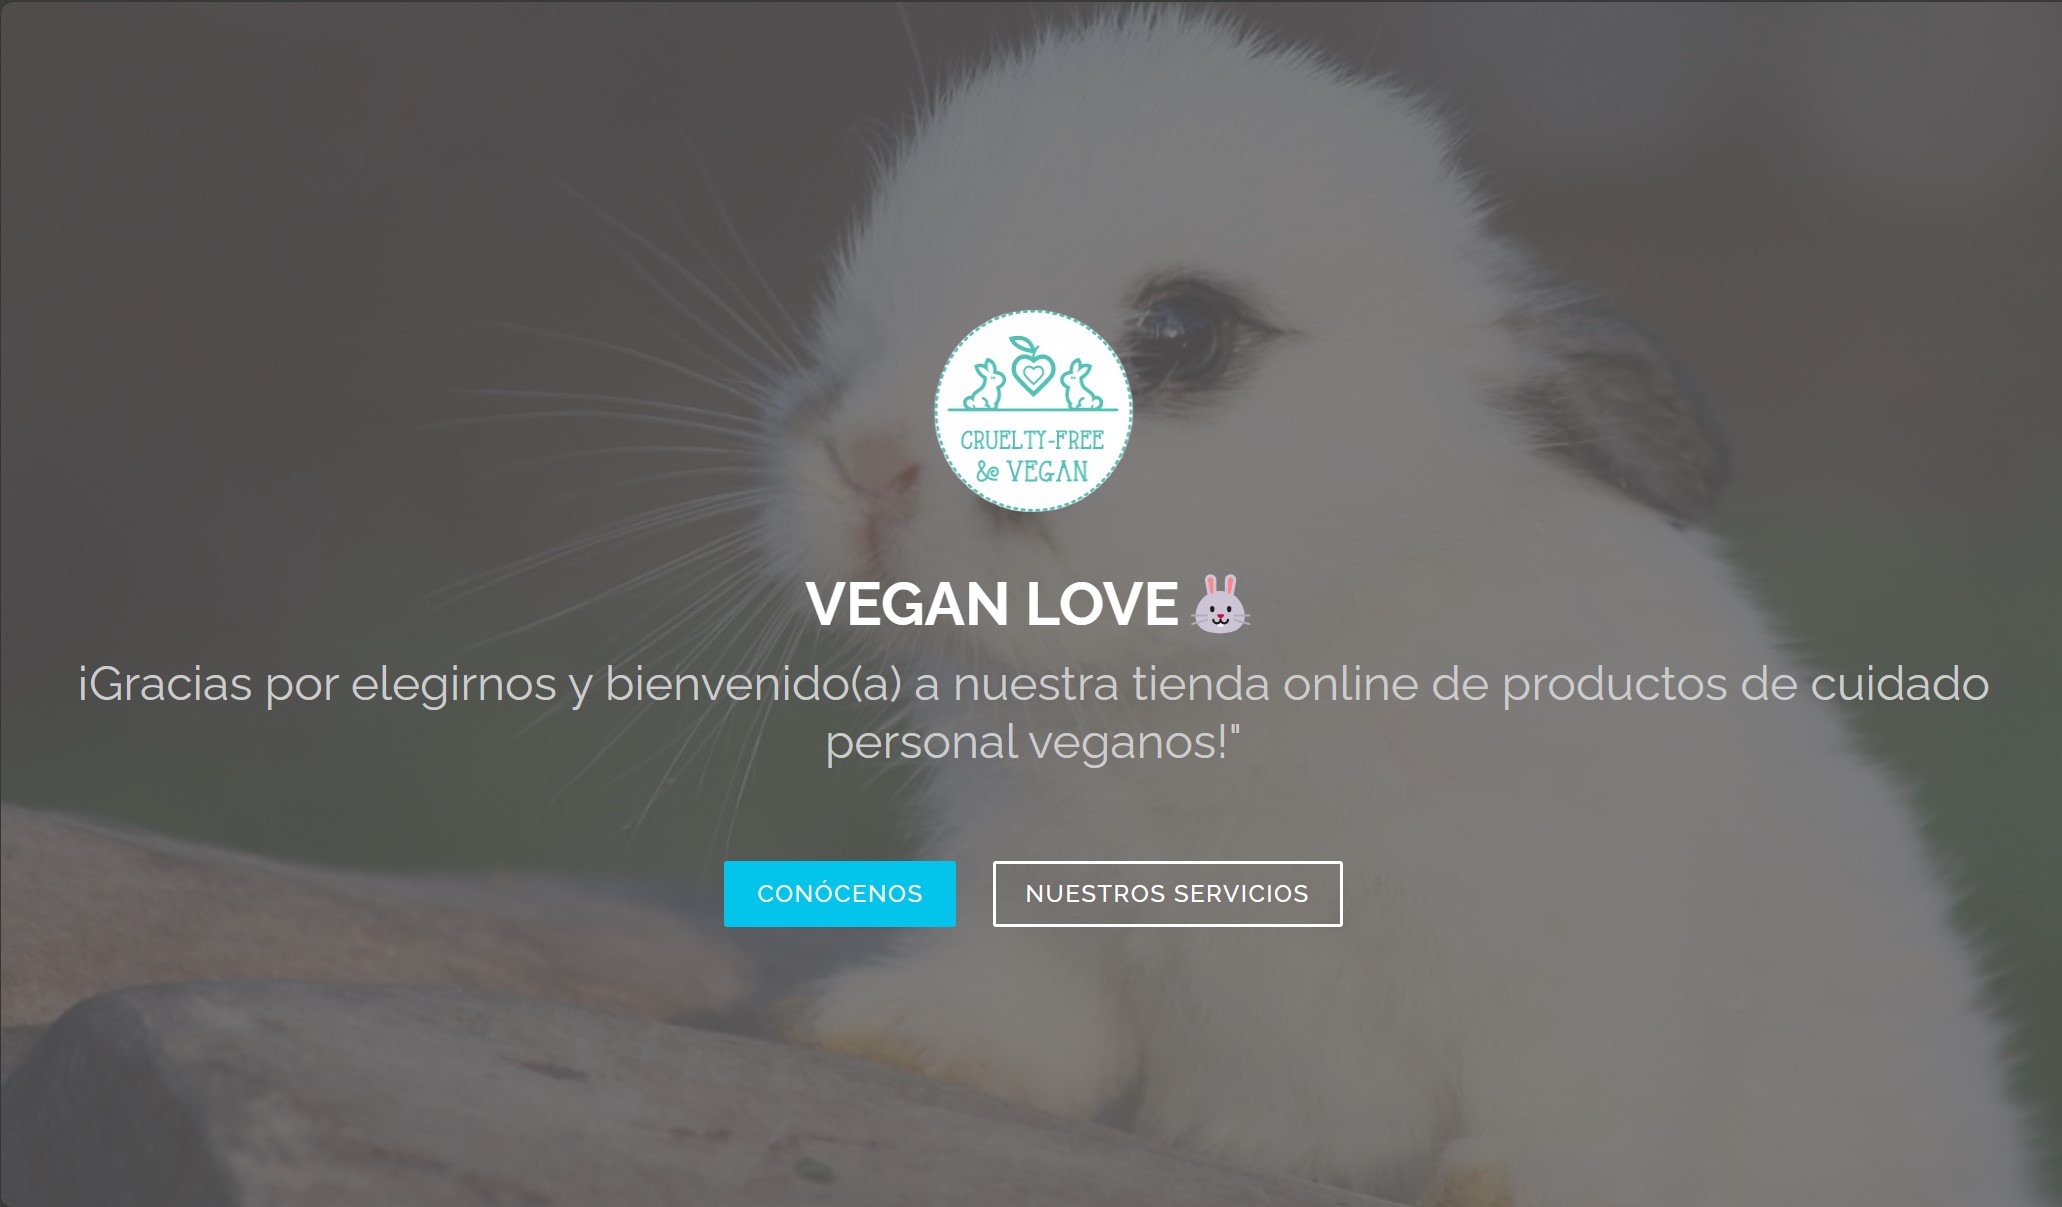 CRUELTY-FREE
& VEGAN
VEGAN LOVE🐰
¡Gracias por elegirnos y bienvenido(a) a nuestra tienda online de productos de cuidado
personal veganos!"
CONÓCENOS
NUESTROS SERVICIOS